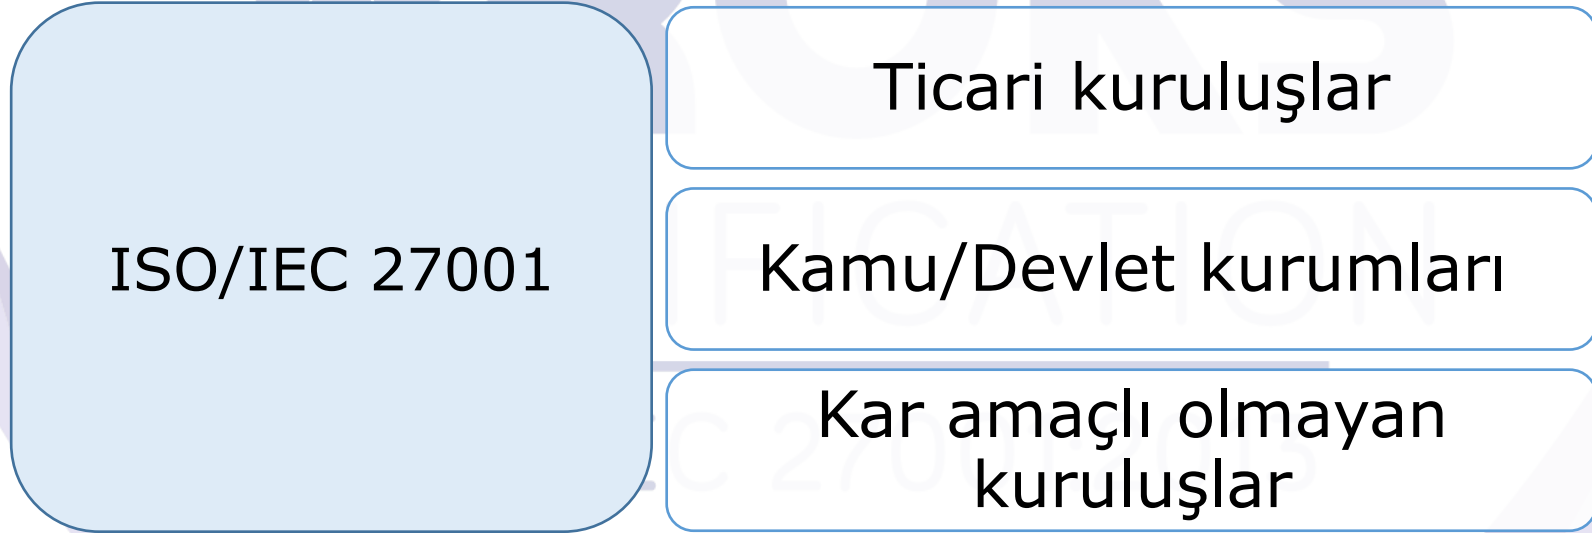 ISO/IEC 27001
Ticari kuruluşlar
Kamu/Devlet kurumları
Kar amaçlı olmayan
kuruluşlar